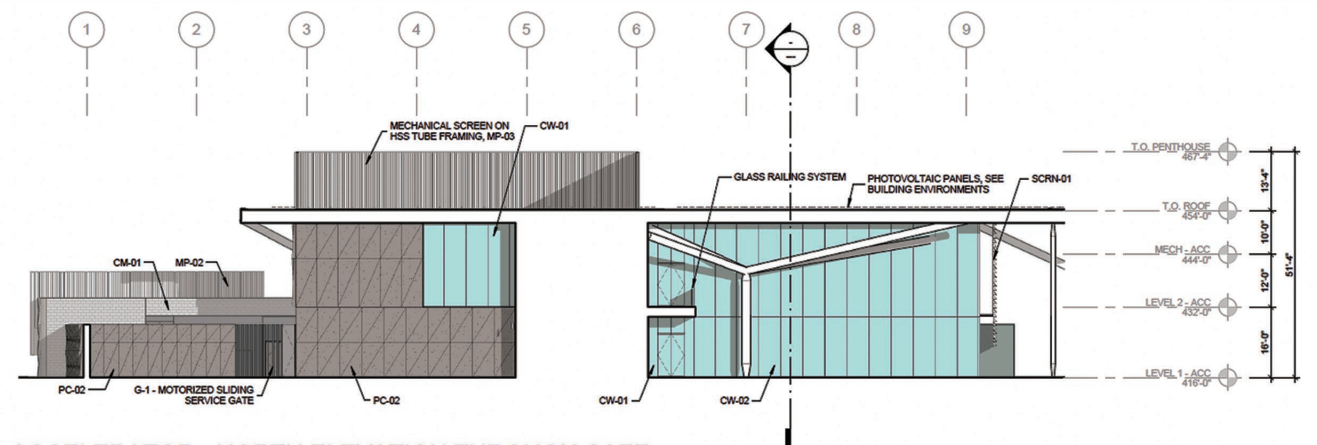 1 2 3 4 5 6 7 8 9
-
--
MECHANICAL SCREEN ON
HSS TUBE FRAMING, MP-03
CW-01
GLASS RAILING SYSTEM
PHOTOVOLTAIC PANELS, SEE
BUILDING ENVIRONMENTS
SCRN-01
T.O. PENTHOUSE
467'-4"
13'-4"
T.O. ROOF
454'-0"
10'-0"
MECH - ACC
444'-0"
12'-0"
51'-4"
LEVEL 2 - ACC
432'-0"
16'-0"
LEVEL 1 - ACC
416'-0"
CM-01
MP-02
PC-02
G-1 - MOTORIZED SLIDING
SERVICE GATE
PC-02
CW-01
CW-02